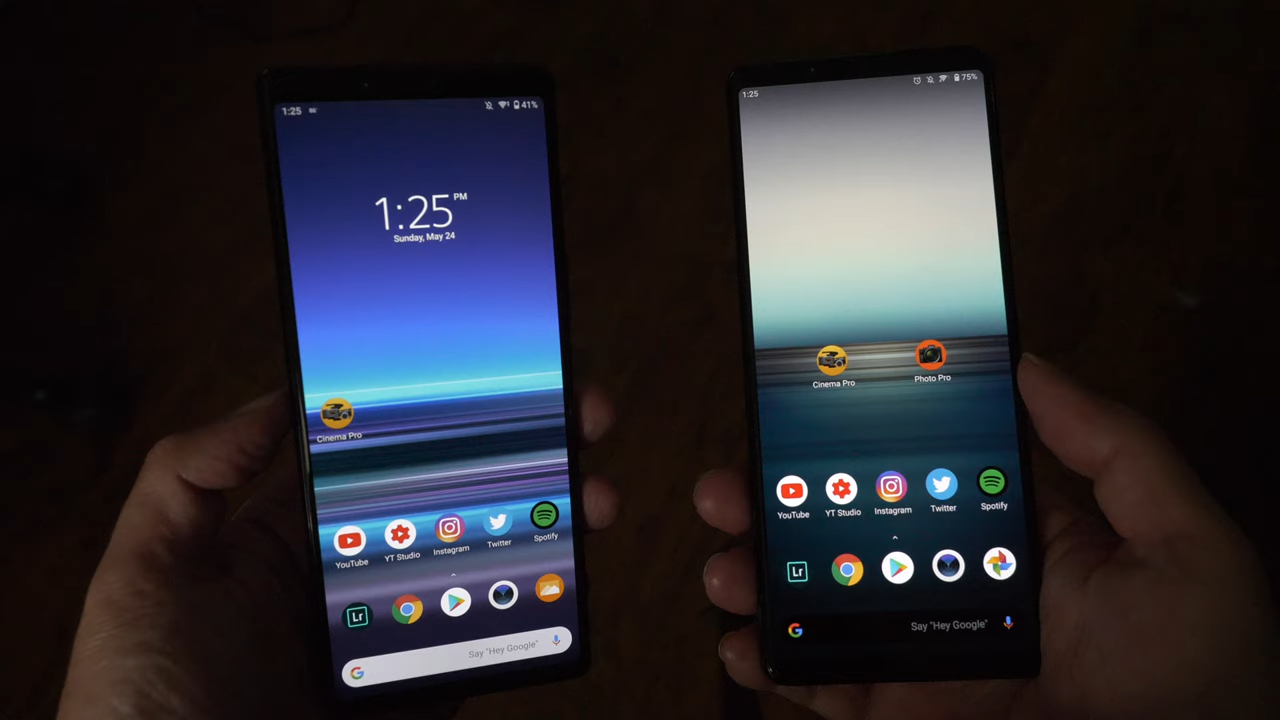 1:25
41%
1:25 PM
Sunday, May 24
Cinema Pro
YouTube
YT Studio
Instagram
Twitter
Spotify
Lr
G
Say "Hey Google"
1:25
75%
Cinema Pro
Photo Pro
YouTube
YT Studio
Instagram
Twitter
Spotify
Lr
G
Say "Hey Google"